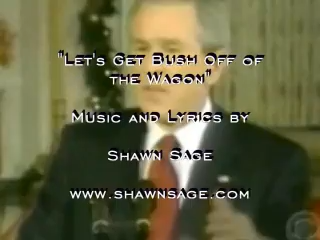 "Let's Get Bush Off of
the Wagon"
Music and Lyrics by
Shawn Sage
www.shawnsage.com